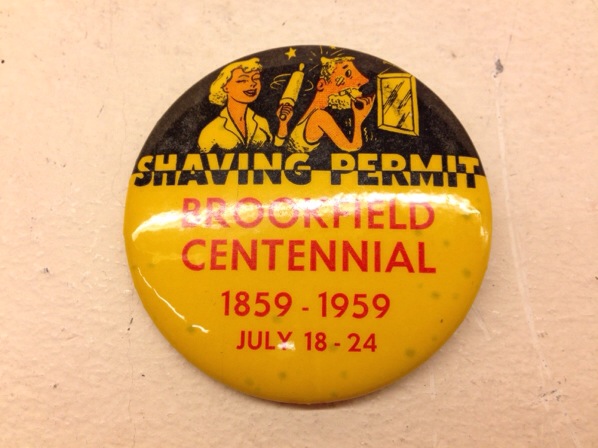 SHAVING PERMIT
BROOKFIELD
CENTENNIAL
1859 - 1959
JULY 18 - 24